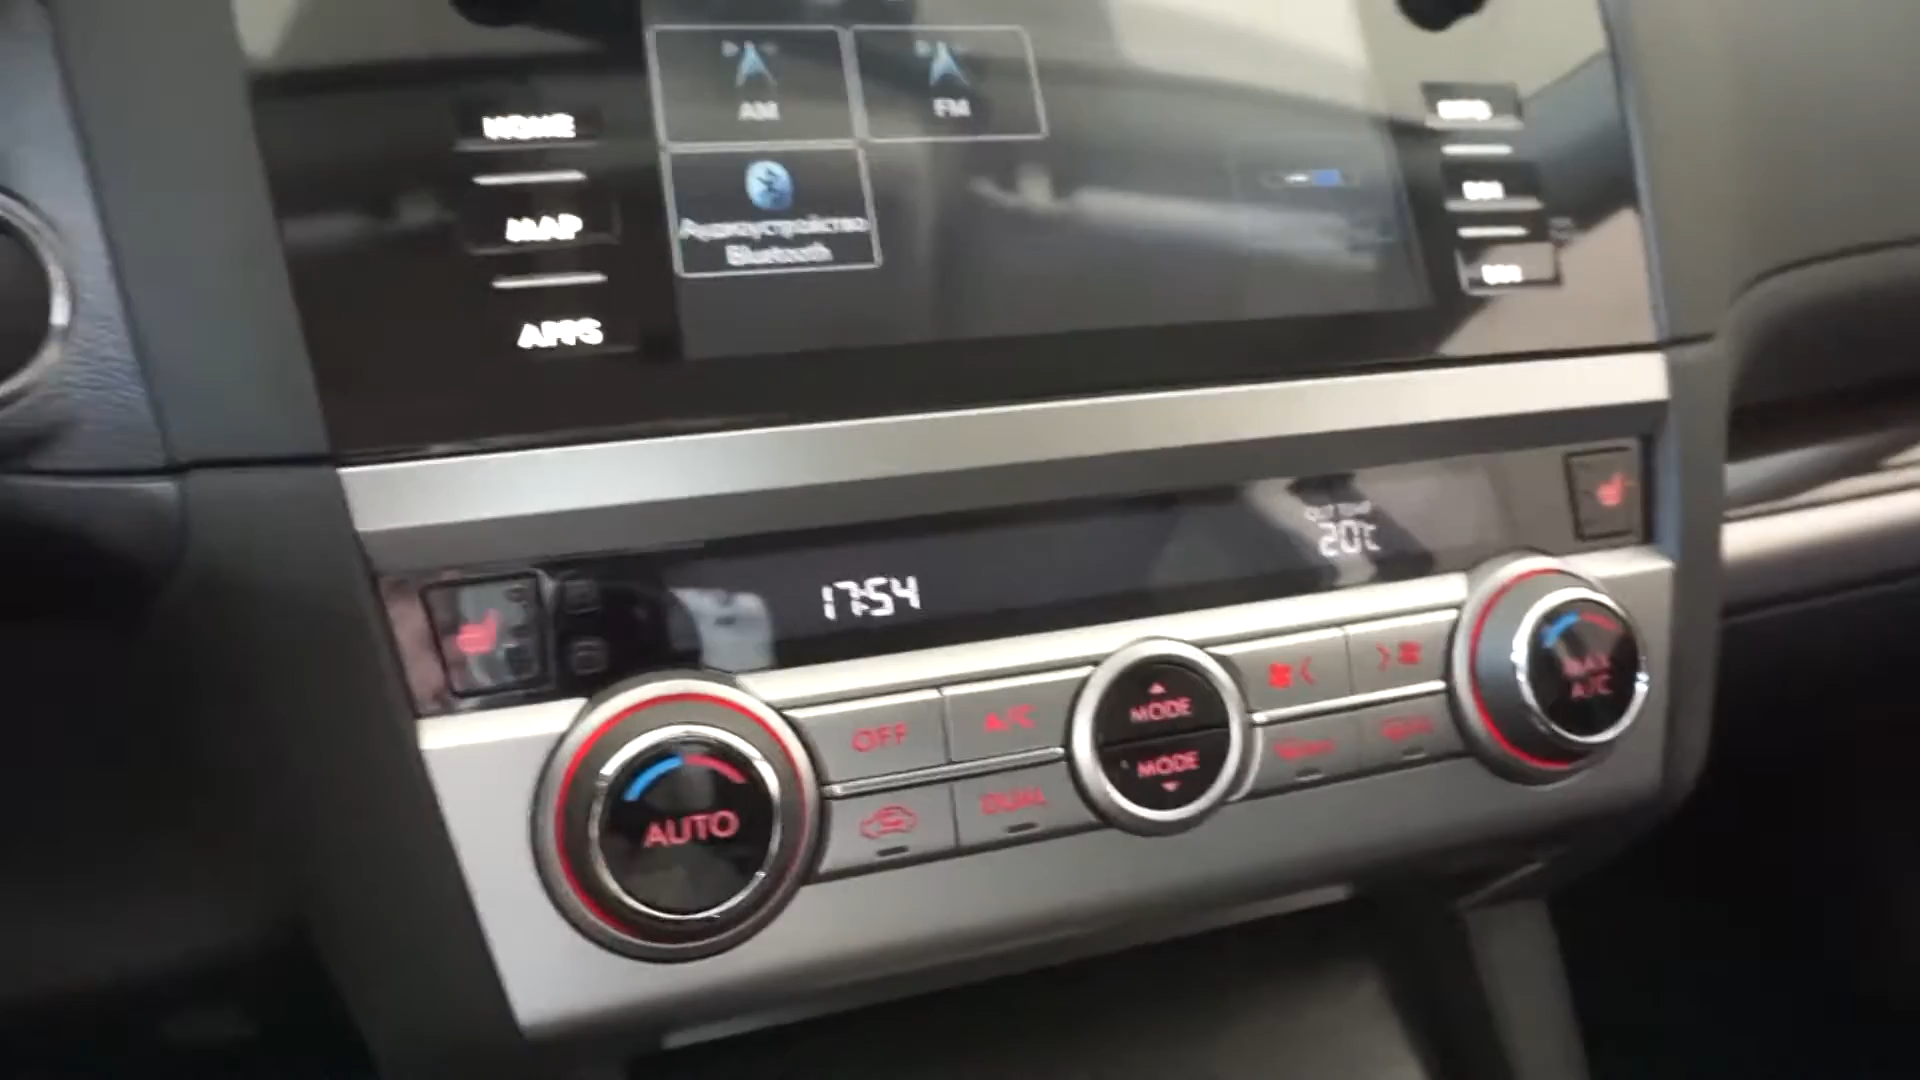 AM
FM
HOME
MAP
Аудиоустройство
Bluetooth
APPS
OUT TEMP
20°C
17:54
MODE
MODE
OFF
A/C
DUAL
AUTO
MAX
A/C